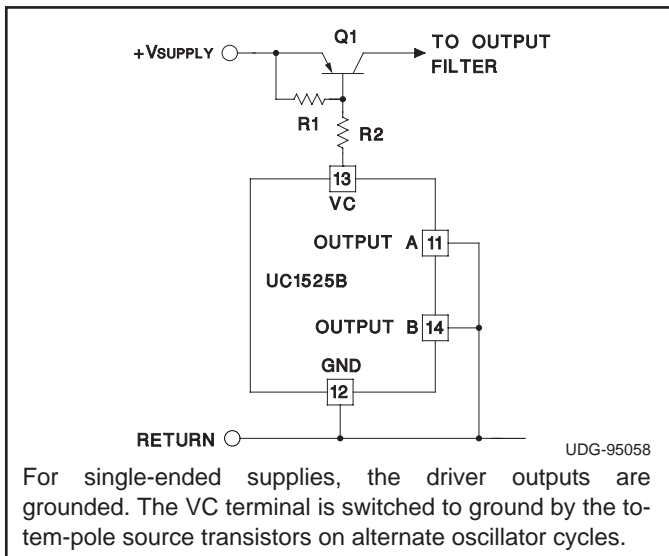 Q1
+VSUPPLY
TO OUTPUT
FILTER
R1
R2
13
VC
OUTPUT A 11
UC1525B
OUTPUT B 14
GND
12
RETURN
UDG-95058
For single-ended supplies, the driver outputs are
grounded. The VC terminal is switched to ground by the to-
tem-pole source transistors on alternate oscillator cycles.